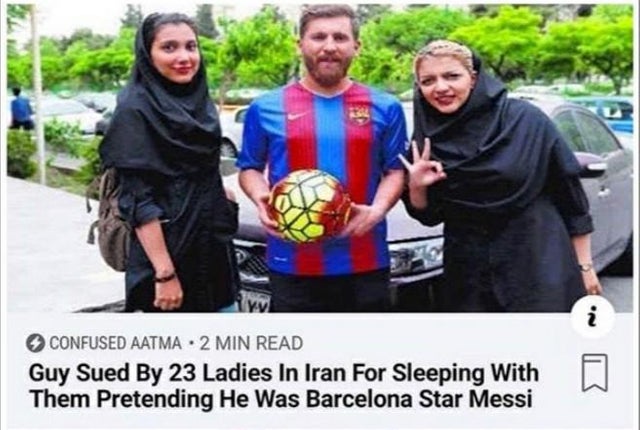 CONFUSED AATMA • 2 MIN READ
Guy Sued By 23 Ladies In Iran For Sleeping With
Them Pretending He Was Barcelona Star Messi